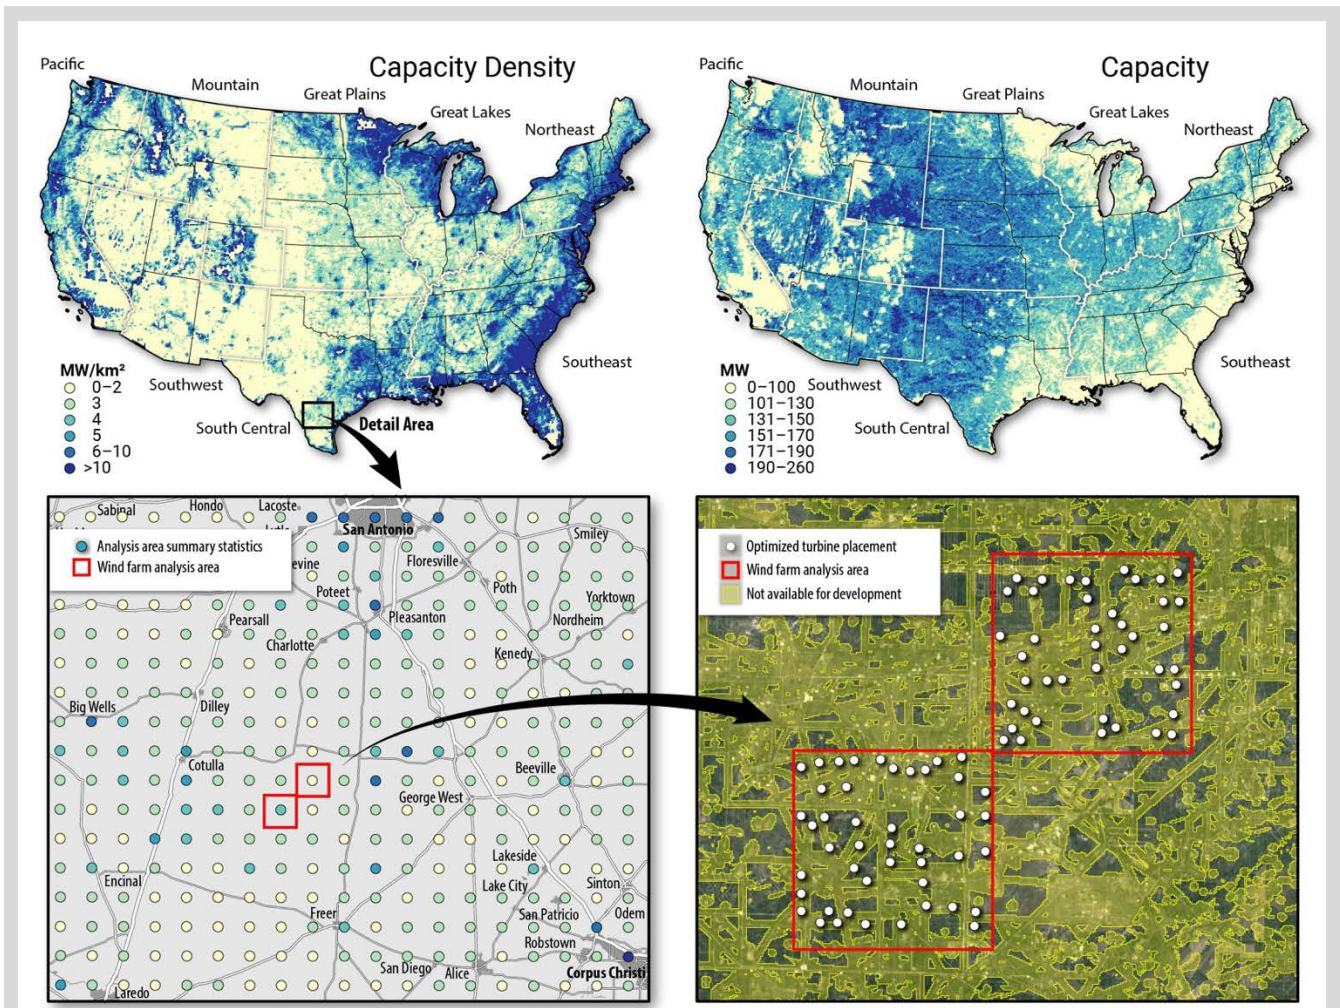 Capacity Density
Pacific
Mountain
Great Plains
Great Lakes
Northeast
Southeast
Southwest
South Central
Detail Area
MW/km²
0–2
3
4
5
6–10
>10
Capacity
Pacific
Mountain
Great Plains
Great Lakes
Northeast
Southeast
Southwest
South Central
MW
0–100
101–130
131–150
151–170
171–190
190–260
Sabinal
Hondo
Lacoste
San Antonio
Smiley
Analysis area summary statistics
Wind farm analysis area
Floresville
Poteet
Poth
Yorktown
Pearsall
Pleasanton
Nordheim
Charlotte
Kenedy
Big Wells
Dilley
Cotulla
Beeville
George West
Lakeside
Encinal
Lake City
Sinton
Freer
San Patricio
Odem
Robstown
San Diego
Alice
Corpus Christi
Laredo
Optimized turbine placement
Wind farm analysis area
Not available for development